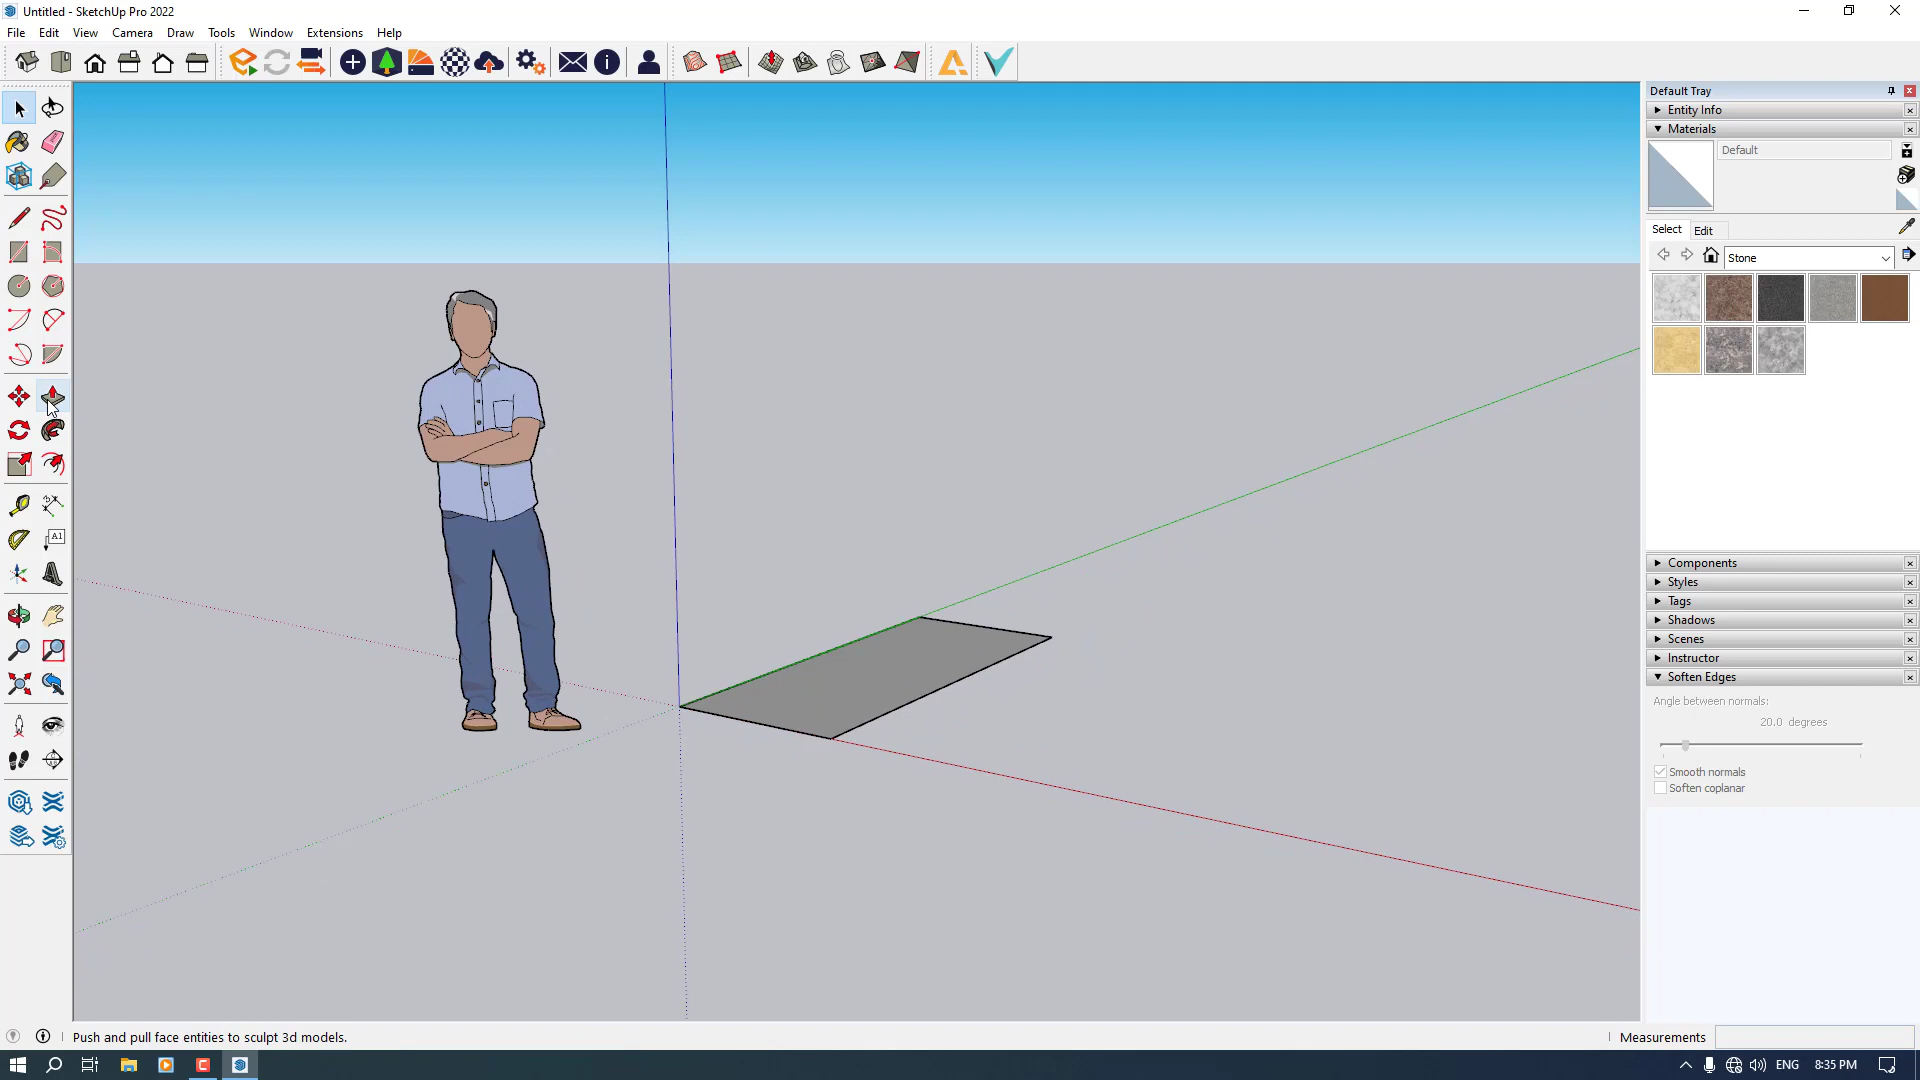 Untitled - SketchUp Pro 2022
File Edit View Camera Draw Tools Window Extensions Help
Default Tray
Entity Info
Materials
Default
Select Edit
Stone
A1
Components
Styles
Tags
Shadows
Scenes
Instructor
Soften Edges
Angle between normals:
20.0 degrees
Smooth normals
Soften coplanar
Push and pull face entities to sculpt 3d models.
Measurements
ENG 8:35 PM